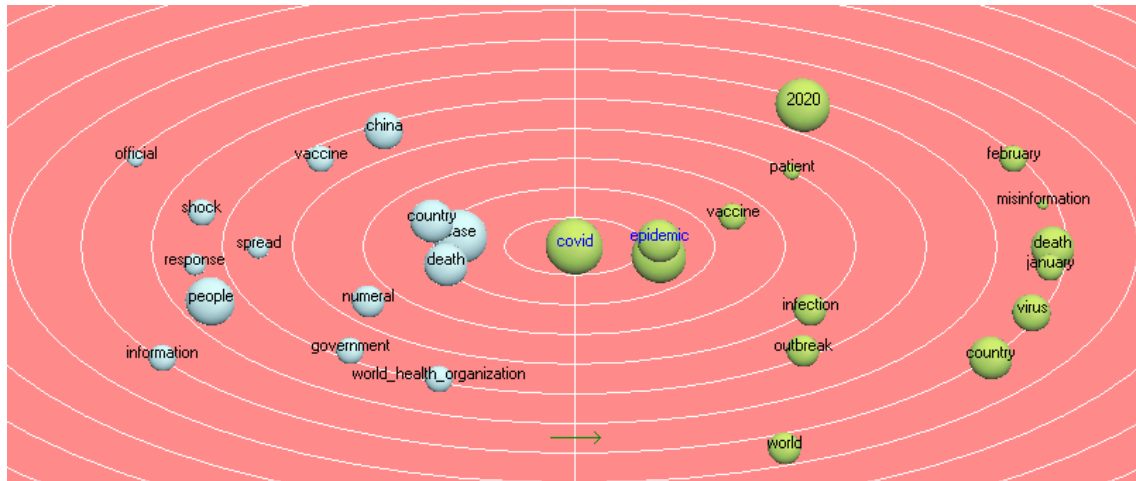 2020
china
official
vaccine
february
patient
misinformation
shock
vaccine
country
ase
covid
epidemic
spread
death
response
death
january
people
numeral
infection
virus
information
government
outbreak
country
world_health_organization
world